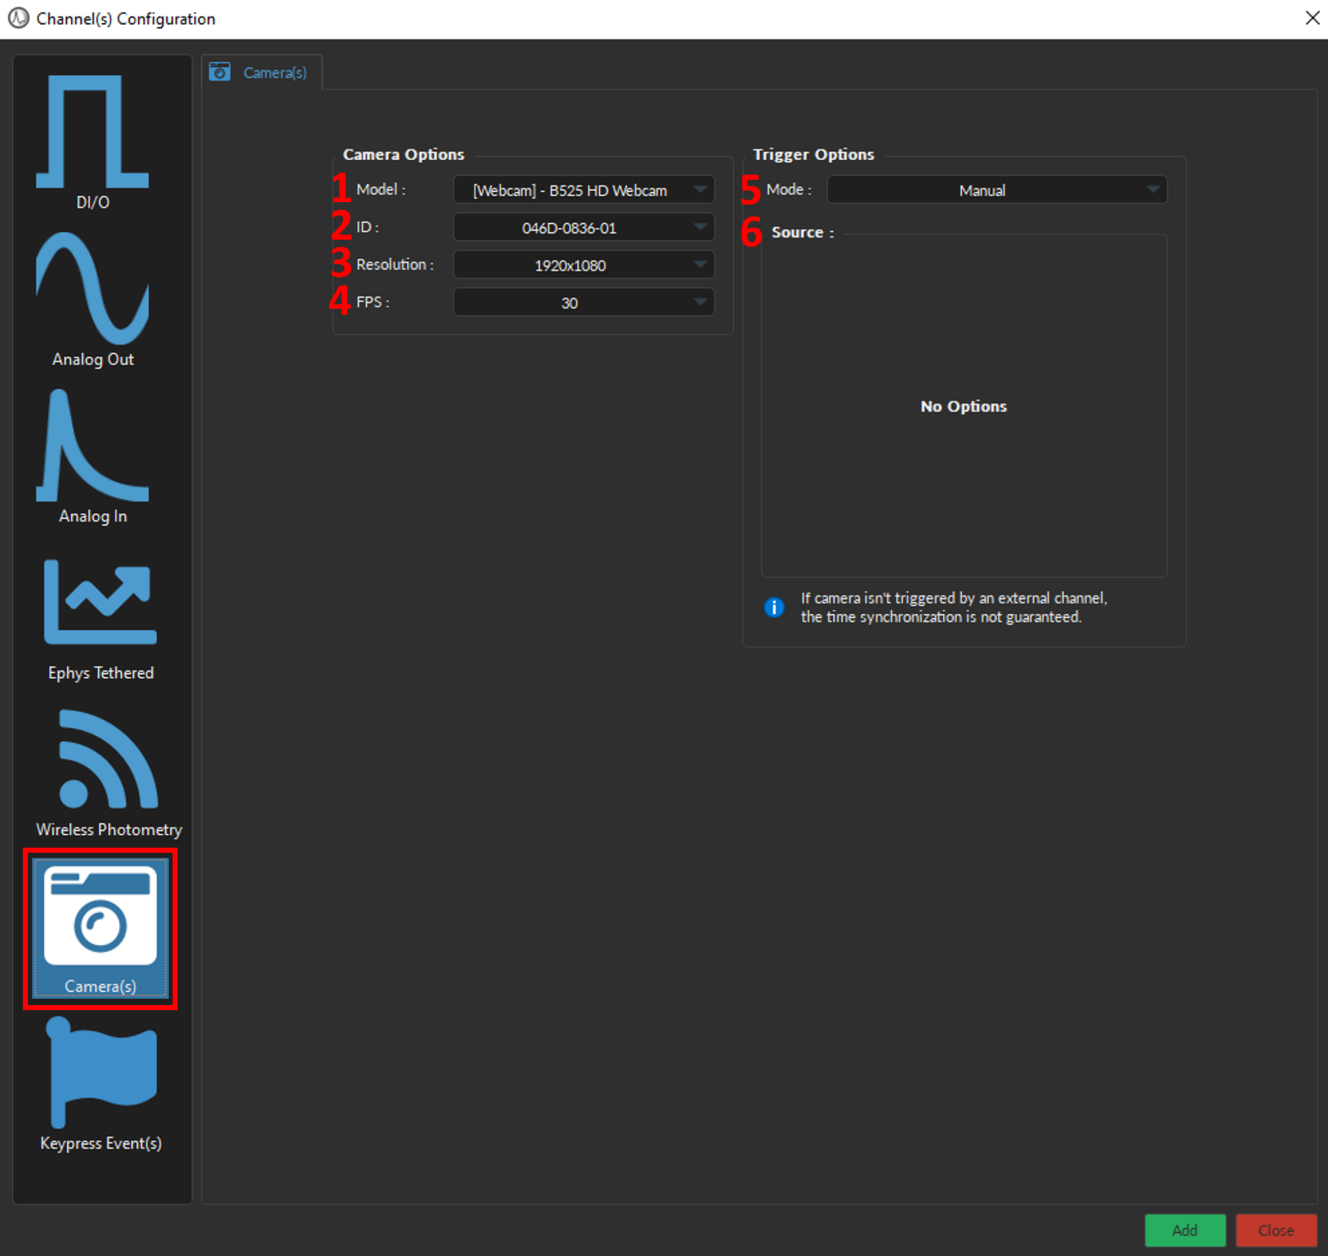 Channel(s) Configuration
DI/O
Analog Out
Analog In
Ephys Tethered
Wireless Photometry
Camera(s)
Keypress Event(s)
Camera(s)
Camera Options
1 Model : [Webcam] - B525 HD Webcam
2 ID : 046D-0836-01
3 Resolution : 1920x1080
4 FPS : 30
Trigger Options
5 Mode : Manual
6 Source :
No Options
i If camera isn't triggered by an external channel,
the time synchronization is not guaranteed.
Add
Close